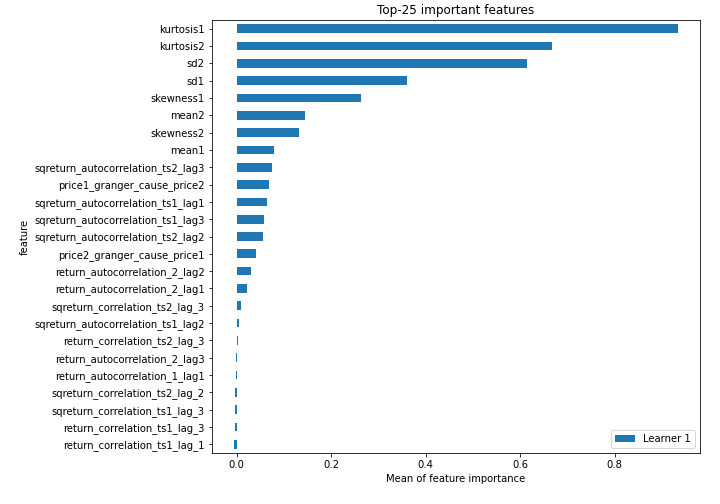 Top-25 important features
kurtosis1
kurtosis2
sd2
sd1
skewness1
mean2
skewness2
mean1
sqreturn_autocorrelation_ts2_lag3
price1_granger_cause_price2
sqreturn_autocorrelation_ts1_lag1
sqreturn_autocorrelation_ts1_lag3
sqreturn_autocorrelation_ts2_lag2
price2_granger_cause_price1
return_autocorrelation_2_lag2
return_autocorrelation_2_lag1
sqreturn_correlation_ts2_lag_3
sqreturn_autocorrelation_ts1_lag2
return_correlation_ts2_lag_3
return_autocorrelation_2_lag3
return_autocorrelation_1_lag1
sqreturn_correlation_ts2_lag_2
sqreturn_correlation_ts1_lag_3
return_correlation_ts1_lag_3
return_correlation_ts1_lag_1
feature
Learner 1
0.0 0.2 0.4 0.6 0.8
Mean of feature importance